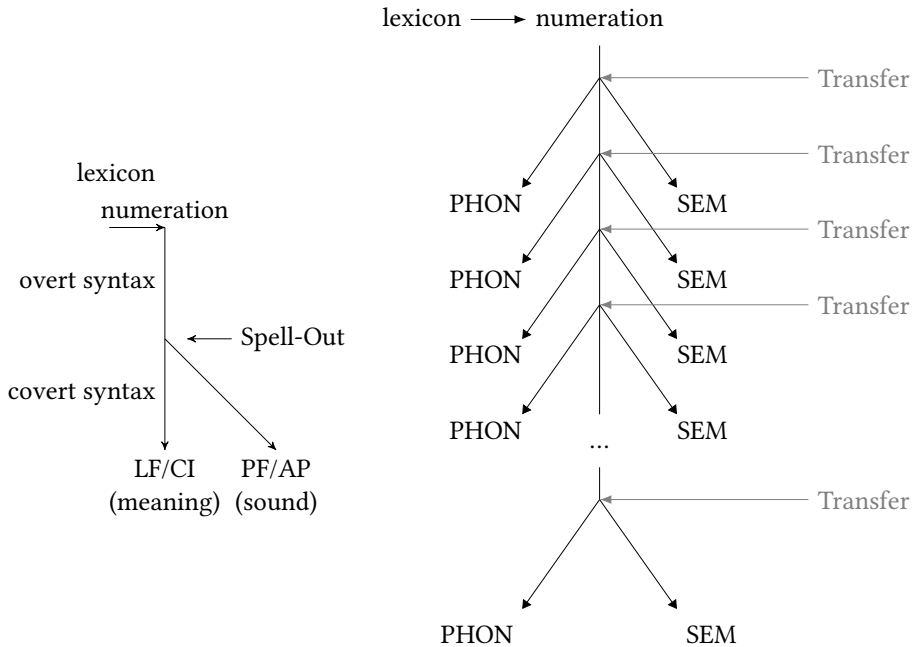 lexicon
numeration
overt syntax
Spell-Out
covert syntax
LF/CI PF/AP
(meaning) (sound)
lexicon numeration
Transfer
Transfer
PHON SEM
Transfer
PHON SEM
Transfer
PHON SEM
PHON SEM
...
Transfer
PHON SEM